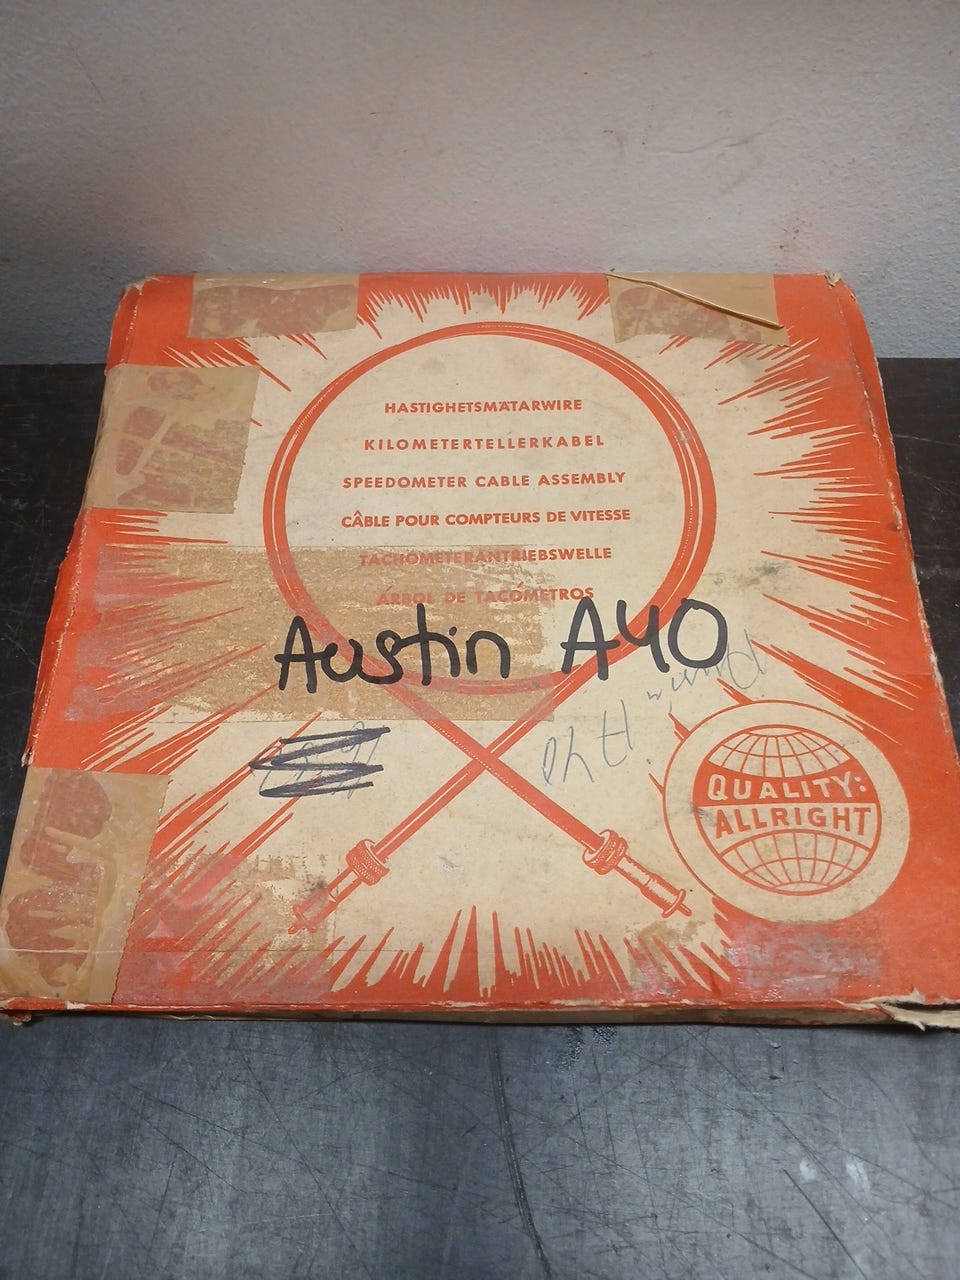 HASTIGHETSMÄTARWIRE
KILOMETERTELLERKABEL
SPEEDOMETER CABLE ASSEMBLY
CÂBLE POUR COMPTEURS DE VITESSE
TACHOMETERANTRIEBSWELLE
ÁRBOL DE TACÓMETROS
Austin A40
QUALITY:
ALLRIGHT